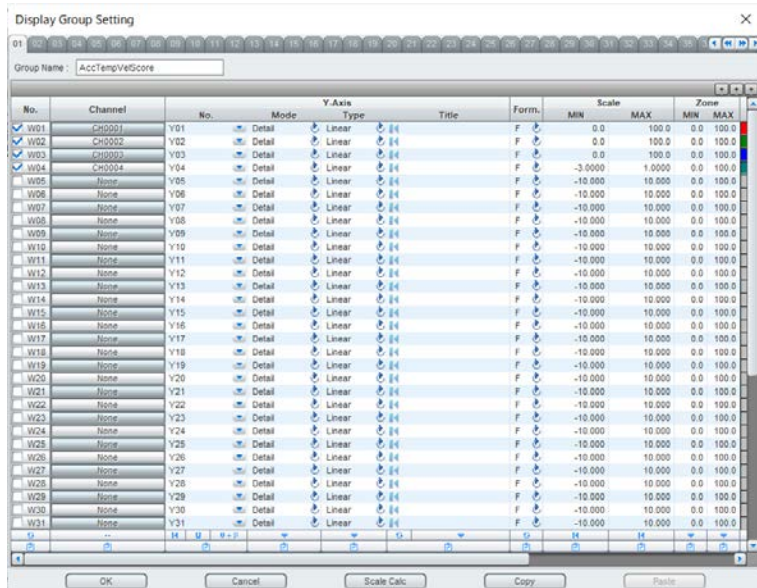 Display Group Setting
01 02 03 04 05 06 07 08 09 10 11 12 13 14 15 16 17 18 19 20 21 22 23 24 25 26 27 28 29 30 31 32 33 34 35
Group Name : AccTempVelScore
Y-Axis Scale Zone
No. Channel No. Mode Type Title Form. MIN MAX MIN MAX
W01 CH0001 Y01 Detail Linear F 0.0 100.0 0.0 100.0
W02 CH0002 Y02 Detail Linear F 0.0 100.0 0.0 100.0
W03 CH0003 Y03 Detail Linear F 0.0 100.0 0.0 100.0
W04 CH0004 Y04 Detail Linear F -3.0000 1.0000 0.0 100.0
W05 None Y05 Detail Linear F -10.000 10.000 0.0 100.0
W06 None Y06 Detail Linear F -10.000 10.000 0.0 100.0
W07 None Y07 Detail Linear F -10.000 10.000 0.0 100.0
W08 None Y08 Detail Linear F -10.000 10.000 0.0 100.0
W09 None Y09 Detail Linear F -10.000 10.000 0.0 100.0
W10 None Y10 Detail Linear F -10.000 10.000 0.0 100.0
W11 None Y11 Detail Linear F -10.000 10.000 0.0 100.0
W12 None Y12 Detail Linear F -10.000 10.000 0.0 100.0
W13 None Y13 Detail Linear F -10.000 10.000 0.0 100.0
W14 None Y14 Detail Linear F -10.000 10.000 0.0 100.0
W15 None Y15 Detail Linear F -10.000 10.000 0.0 100.0
W16 None Y16 Detail Linear F -10.000 10.000 0.0 100.0
W17 None Y17 Detail Linear F -10.000 10.000 0.0 100.0
W18 None Y18 Detail Linear F -10.000 10.000 0.0 100.0
W19 None Y19 Detail Linear F -10.000 10.000 0.0 100.0
W20 None Y20 Detail Linear F -10.000 10.000 0.0 100.0
W21 None Y21 Detail Linear F -10.000 10.000 0.0 100.0
W22 None Y22 Detail Linear F -10.000 10.000 0.0 100.0
W23 None Y23 Detail Linear F -10.000 10.000 0.0 100.0
W24 None Y24 Detail Linear F -10.000 10.000 0.0 100.0
W25 None Y25 Detail Linear F -10.000 10.000 0.0 100.0
W26 None Y26 Detail Linear F -10.000 10.000 0.0 100.0
W27 None Y27 Detail Linear F -10.000 10.000 0.0 100.0
W28 None Y28 Detail Linear F -10.000 10.000 0.0 100.0
W29 None Y29 Detail Linear F -10.000 10.000 0.0 100.0
W30 None Y30 Detail Linear F -10.000 10.000 0.0 100.0
W31 None Y31 Detail Linear F -10.000 10.000 0.0 100.0
OK Cancel Scale Calc Copy Paste